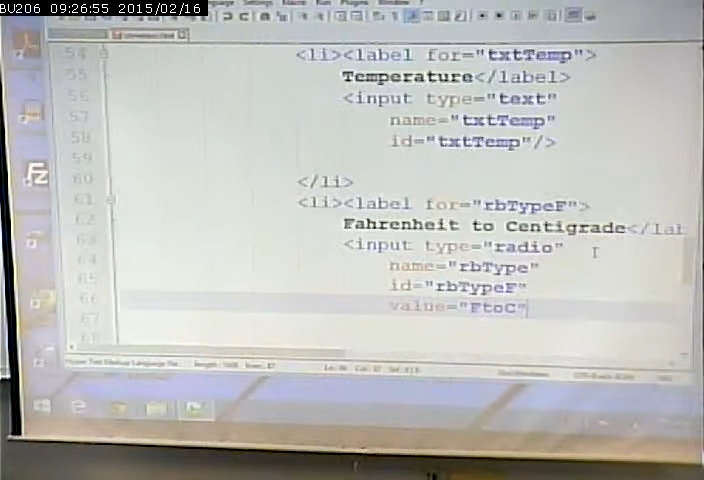 BU206 09:26:55 2015/02/16
54 <li><label for="txtTemp">
55 Temperature</label>
56 <input type="text"
57 name="txtTemp"
58 id="txtTemp"/>
59
60 </li>
61 <li><label for="rbTypeF">
62 Fahrenheit to Centigrade</lab
63 <input type="radio"
64 name="rbType"
65 id="rbTypeF"
66 value="FtoC"
67
68